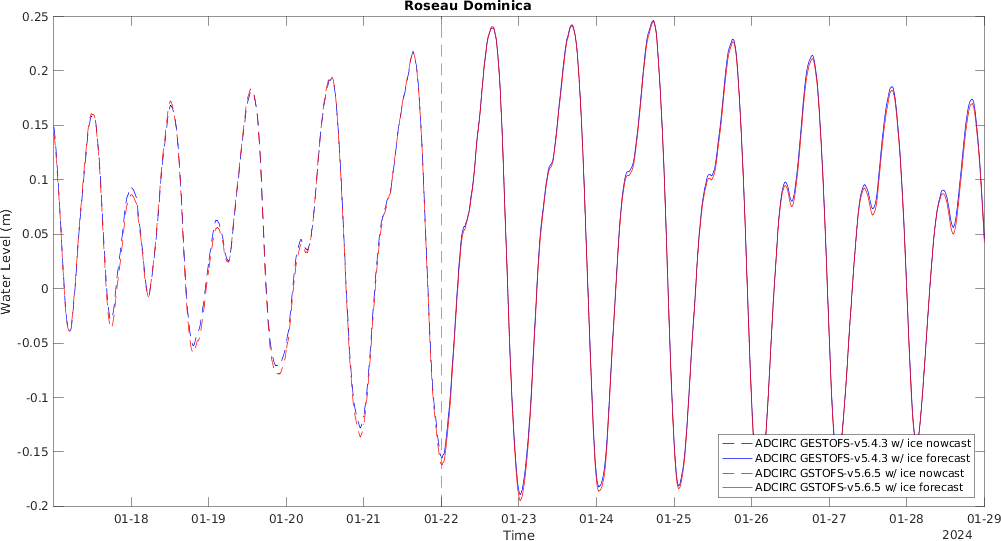 Roseau Dominica
0.25
0.2
0.15
0.1
0.05
0
-0.05
-0.1
-0.15
-0.2
Water Level (m)
ADCIRC GESTOFS-v5.4.3 w/ ice nowcast
ADCIRC GESTOFS-v5.4.3 w/ ice forecast
ADCIRC GSTOFS-v5.6.5 w/ ice nowcast
ADCIRC GSTOFS-v5.6.5 w/ ice forecast
01-18 01-19 01-20 01-21 01-22 01-23 01-24 01-25 01-26 01-27 01-28 01-29
Time
2024